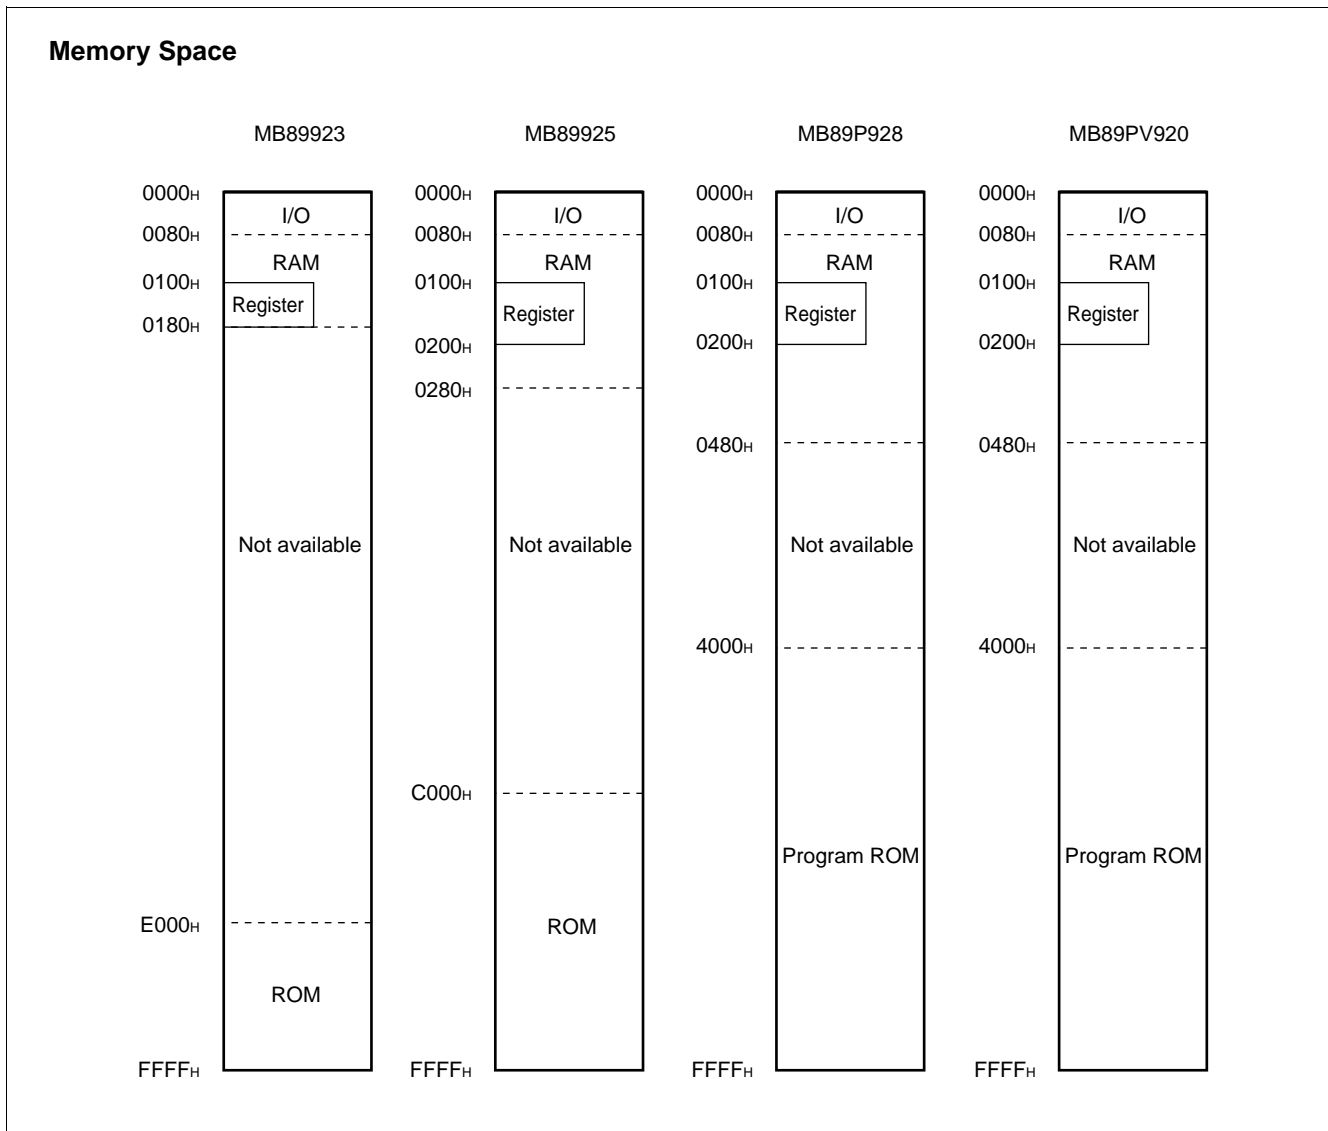 Memory Space
MB89923
0000H
I/O
0080H
RAM
0100H
Register
0180H
Not available
E000H
ROM
FFFFH
MB89925
0000H
I/O
0080H
RAM
0100H
Register
0200H
0280H
Not available
C000H
ROM
FFFFH
MB89P928
0000H
I/O
0080H
RAM
0100H
Register
0200H
0480H
Not available
4000H
Program ROM
FFFFH
MB89PV920
0000H
I/O
0080H
RAM
0100H
Register
0200H
0480H
Not available
4000H
Program ROM
FFFFH